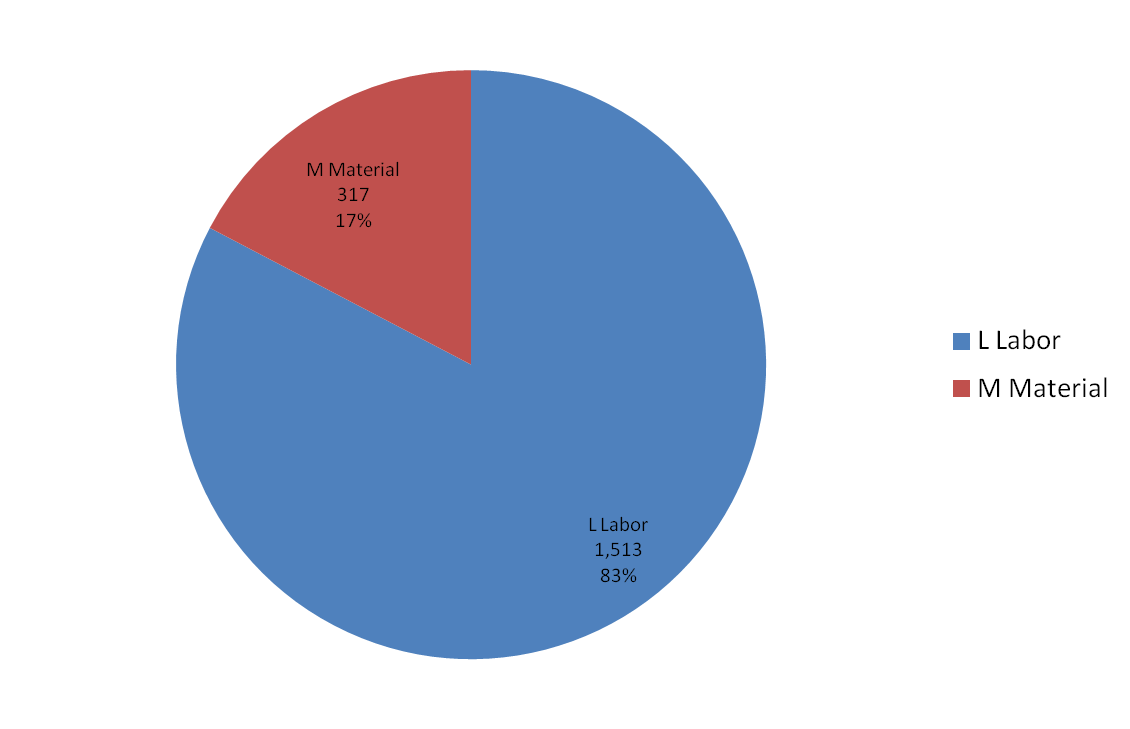 M Material
317
17%
L Labor
1,513
83%
L Labor
M Material